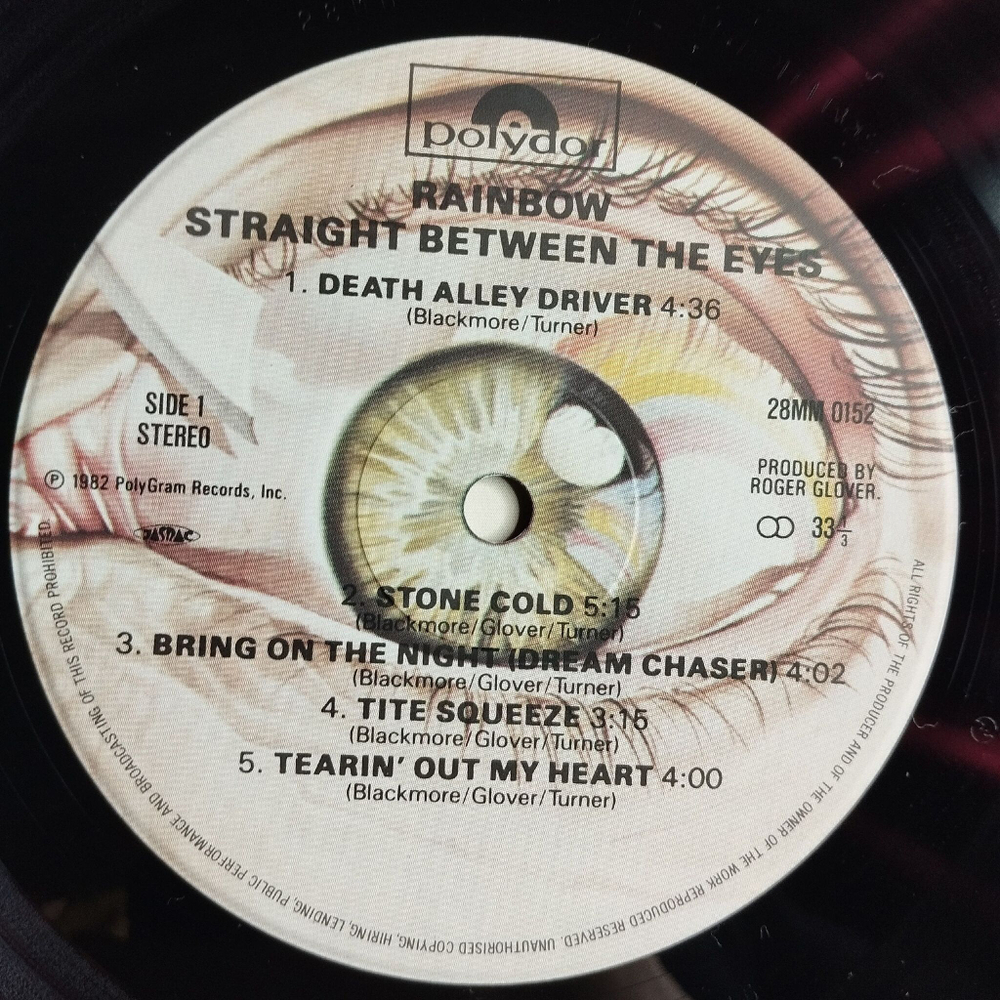 polydor
RAINBOW
STRAIGHT BETWEEN THE EYES
1. DEATH ALLEY DRIVER 4:36
(Blackmore/Turner)
SIDE 1
STEREO
Ⓟ 1982 PolyGram Records, Inc.
JASRAC
28MM 0152
PRODUCED BY
ROGER GLOVER.
33 1/3
2. STONE COLD 5:15
(Blackmore/Glover/Turner)
3. BRING ON THE NIGHT (DREAM CHASER) 4:02
(Blackmore/Glover/Turner)
4. TITE SQUEEZE 3:15
(Blackmore/Glover/Turner)
5. TEARIN' OUT MY HEART 4:00
(Blackmore/Glover/Turner)
ALL RIGHTS OF THE PRODUCER AND OF THE OWNER OF THE WORK REPRODUCED RESERVED. UNAUTHORISED COPYING, HIRING, LENDING, PUBLIC PERFORMANCE AND BROADCASTING OF THIS RECORD PROHIBITED.